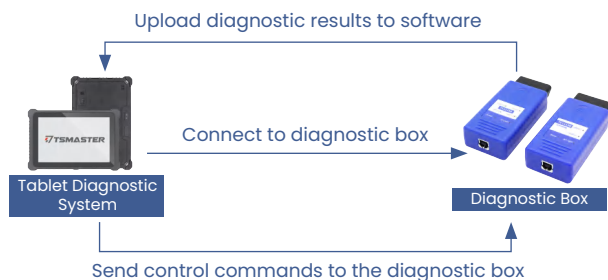 Upload diagnostic results to software
TSMASTER
Connect to diagnostic box
Tablet Diagnostic
System
Diagnostic Box
Send control commands to the diagnostic box